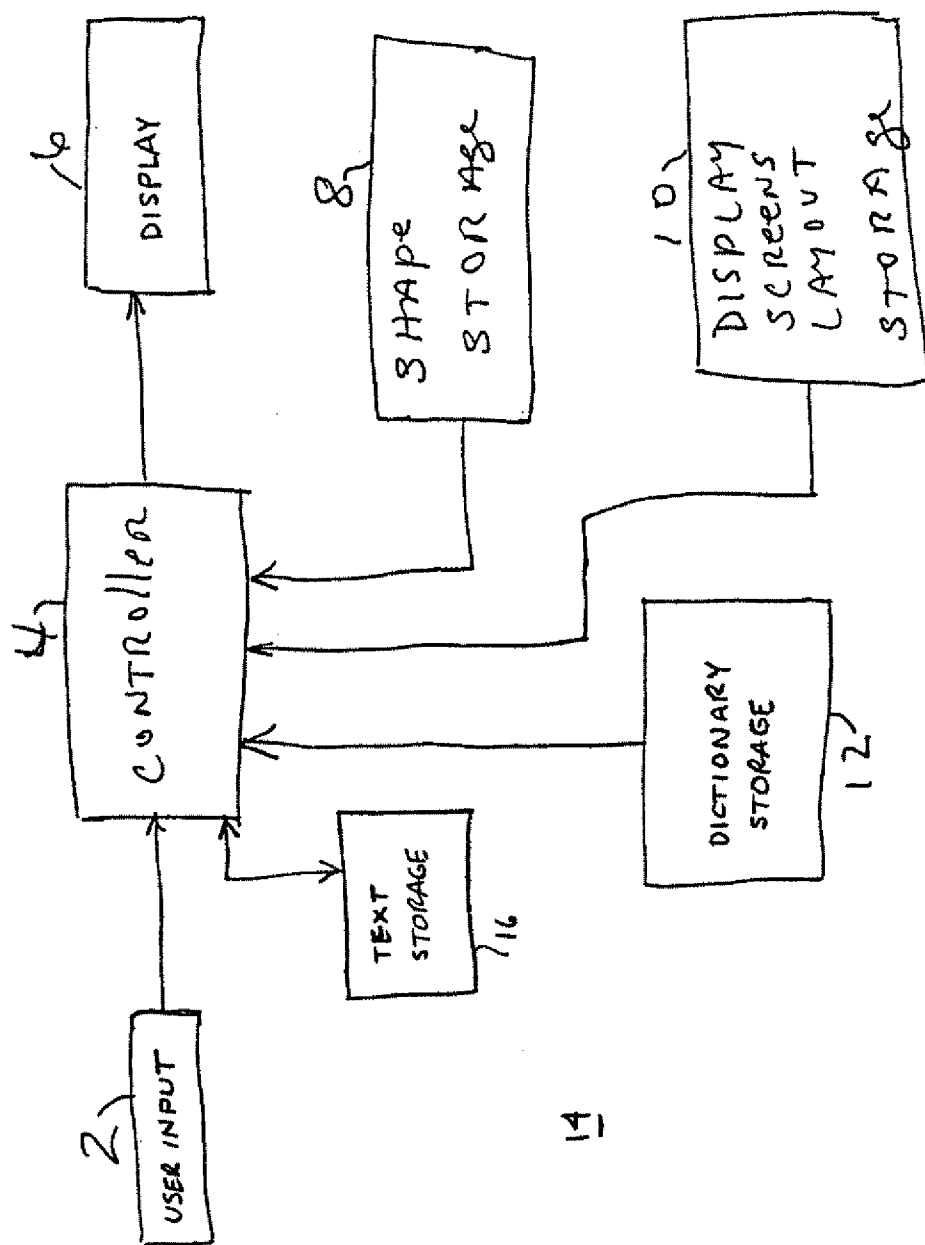 2
USER INPUT
4
CONTROller
6
DISPLAY
TEXT
STORAGE
16
8
SHApe
STORAge
14
DICTIONARY
STORAGE
12
10
DISPLAY
SCReeNS
LAYOUT
STORAge